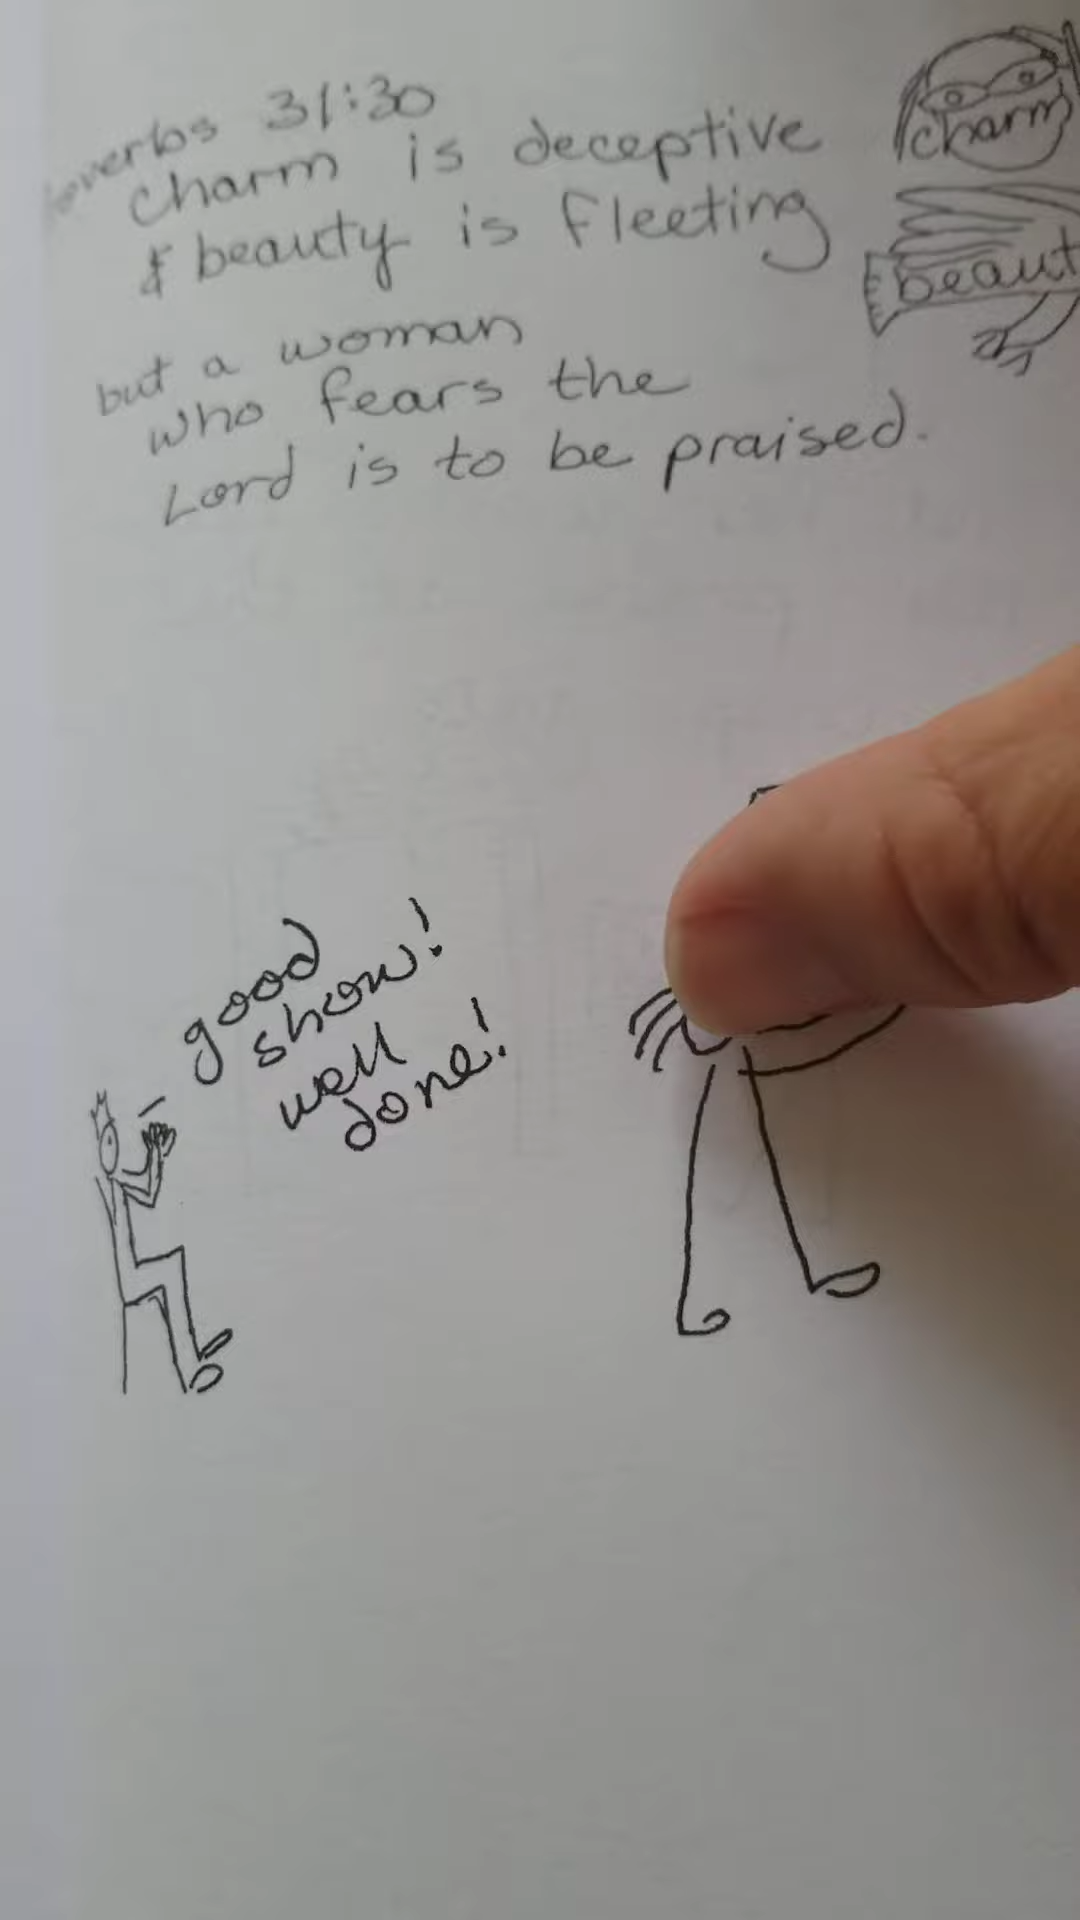 overbs 31:30
charm is deceptive
& beauty is fleeting
but a woman
who fears the
Lord is to be praised.
charm
beaut
good
show!
well
done!